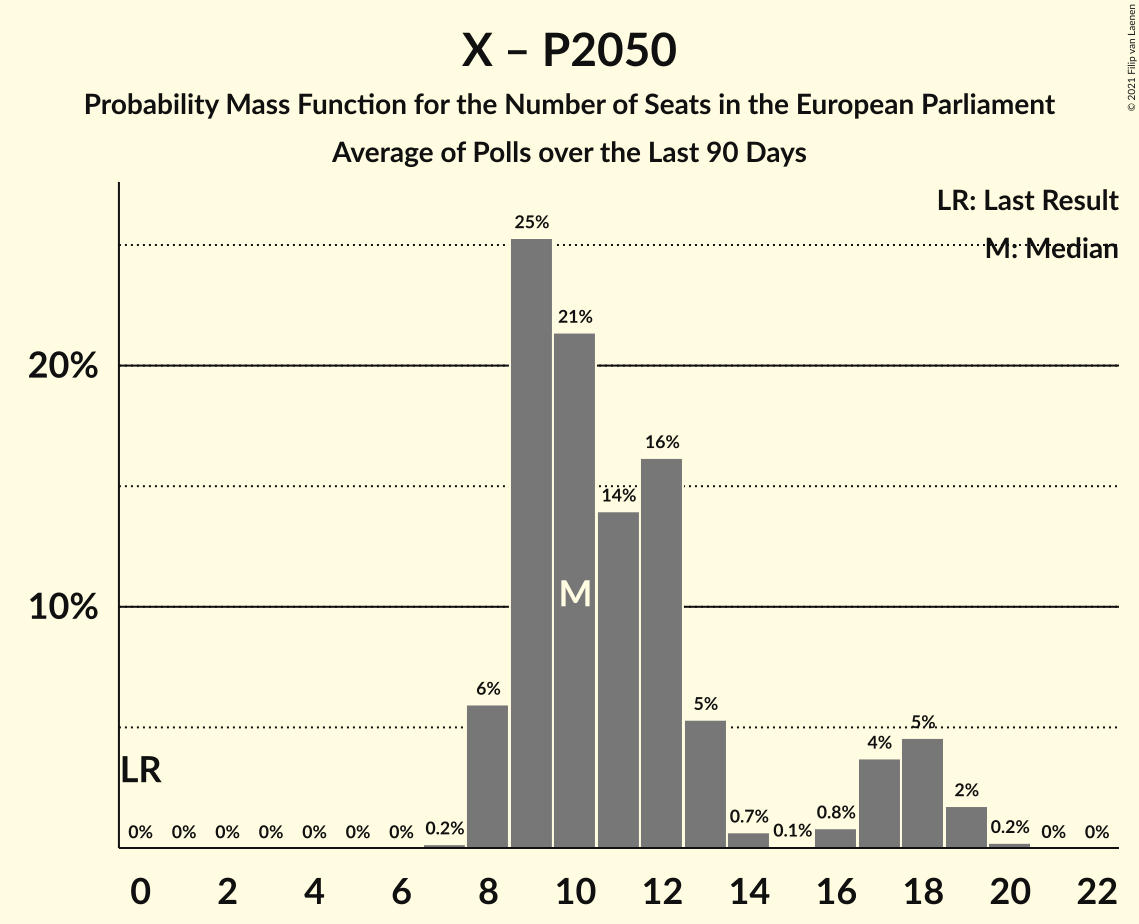 X – P2050
Probability Mass Function for the Number of Seats in the European Parliament
Average of Polls over the Last 90 Days
© 2021 Filip van Laenen
LR: Last Result
M: Median
25%
21%
20%
16%
14%
M
10%
6%
5%
5%
4%
LR
2%
0% 0% 0% 0% 0% 0% 0% 0.2% 0.7% 0.1% 0.8% 0.2% 0% 0%
0 2 4 6 8 10 12 14 16 18 20 22